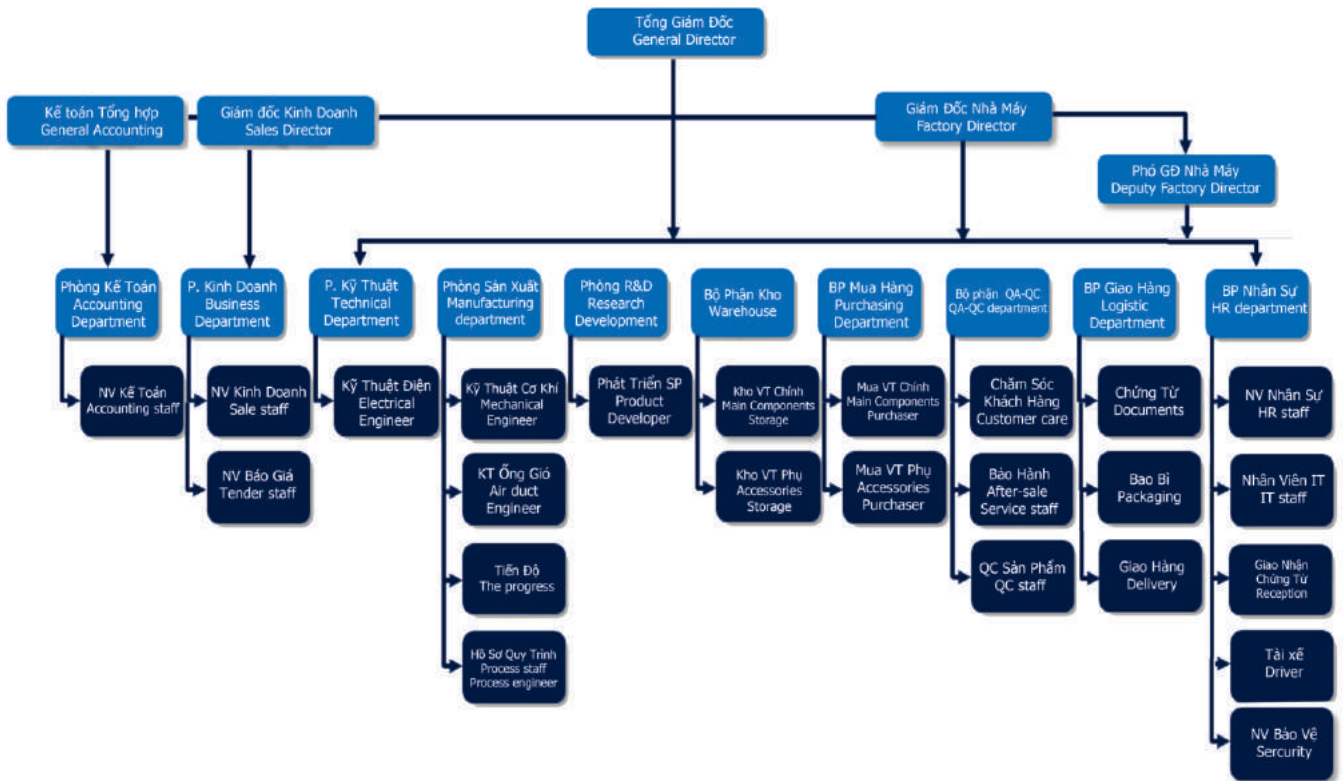 Tổng Giám Đốc
General Director
Kế toán Tổng hợp
General Accounting
Giám đốc Kinh Doanh
Sales Director
Giám Đốc Nhà Máy
Factory Director
Phó GĐ Nhà Máy
Deputy Factory Director
Phòng Kế Toán
Accounting
Department
P. Kinh Doanh
Business
Department
P. Kỹ Thuật
Technical
Department
Phòng Sản Xuất
Manufacturing
department
Phòng R&D
Research
Development
Bộ Phận Kho
Warehouse
BP Mua Hàng
Purchasing
Department
Bộ phận QA-QC
QA-QC department
BP Giao Hàng
Logistic
Department
BP Nhân Sự
HR department
NV Kế Toán
Accounting staff
NV Kinh Doanh
Sale staff
NV Báo Giá
Tender staff
Kỹ Thuật Điện
Electrical
Engineer
Kỹ Thuật Cơ Khí
Mechanical
Engineer
KT Ống Gió
Air duct
Engineer
Tiến Độ
The progress
Hồ Sơ Quy Trình
Process staff
Process engineer
Phát Triển SP
Product
Developer
Kho VT Chính
Main Components
Storage
Kho VT Phụ
Accessories
Storage
Mua VT Chính
Main Components
Purchaser
Mua VT Phụ
Accessories
Purchaser
Chăm Sóc
Khách Hàng
Customer care
Bảo Hành
After-sale
Service staff
QC Sản Phẩm
QC staff
Chứng Từ
Documents
Bao Bì
Packaging
Giao Hàng
Delivery
NV Nhân Sự
HR staff
Nhân Viên IT
IT staff
Giao Nhận
Chứng Từ
Reception
Tài xế
Driver
NV Bảo Vệ
Sercurity